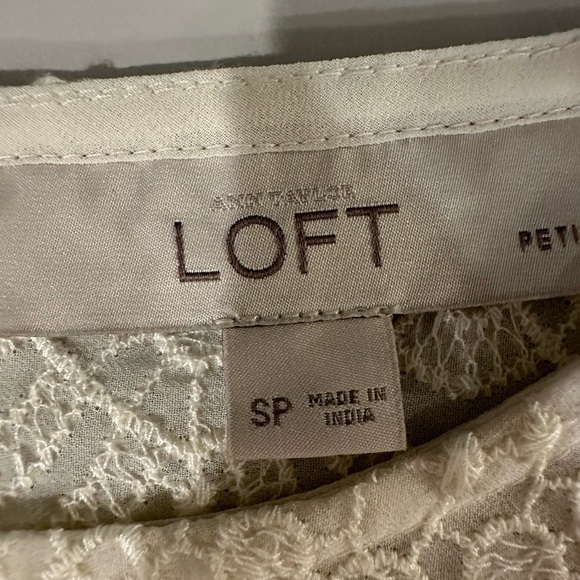 ANN TAYLOR
LOFT
PETI
SP
MADE IN
INDIA